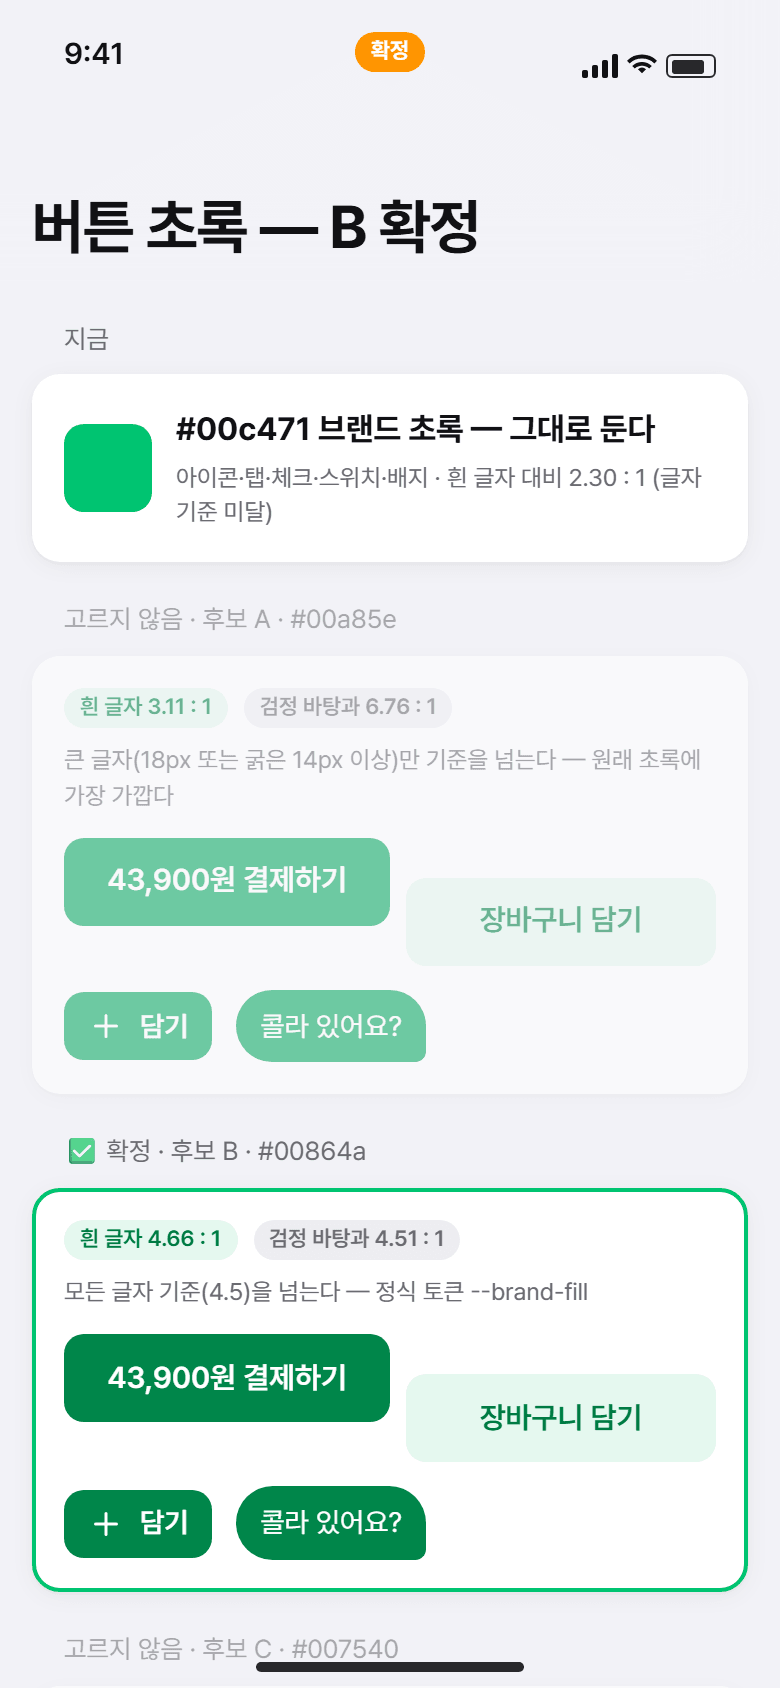 9:41
확정
버튼 초록 — B 확정
지금
#00c471 브랜드 초록 — 그대로 둔다
아이콘·탭·체크·스위치·배지 · 흰 글자 대비 2.30 : 1 (글자
기준 미달)
고르지 않음 · 후보 A · #00a85e
흰 글자 3.11 : 1
검정 바탕과 6.76 : 1
큰 글자(18px 또는 굵은 14px 이상)만 기준을 넘는다 — 원래 초록에
가장 가깝다
43,900원 결제하기
장바구니 담기
+ 담기
콜라 있어요?
✅ 확정 · 후보 B · #00864a
흰 글자 4.66 : 1
검정 바탕과 4.51 : 1
모든 글자 기준(4.5)을 넘는다 — 정식 토큰 --brand-fill
43,900원 결제하기
장바구니 담기
+ 담기
콜라 있어요?
고르지 않음 · 후보 C · #007540